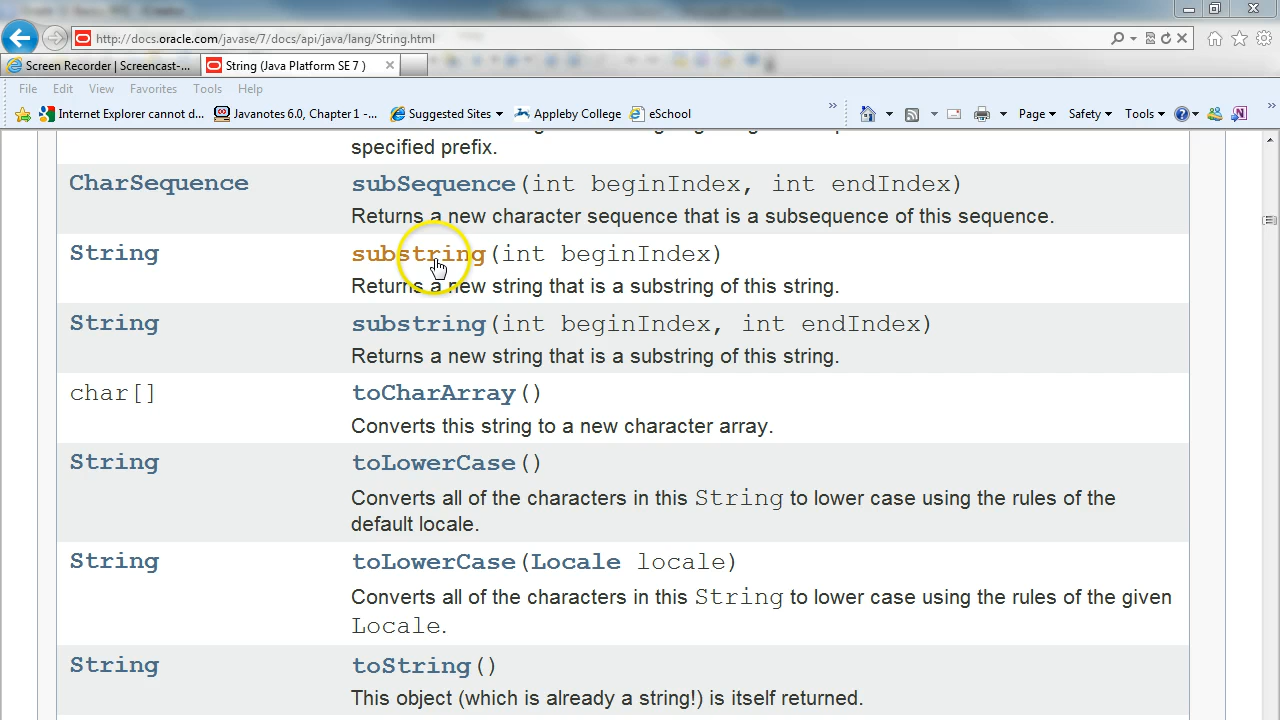 http://docs.oracle.com/javase/7/docs/api/java/lang/String.html
Screen Recorder | Screencast-... String (Java Platform SE 7 )
File Edit View Favorites Tools Help
Internet Explorer cannot d... Javanotes 6.0, Chapter 1 -... Suggested Sites Appleby College eSchool » Page Safety Tools »
specified prefix.
CharSequence subSequence(int beginIndex, int endIndex)
Returns a new character sequence that is a subsequence of this sequence.
String substring(int beginIndex)
Returns a new string that is a substring of this string.
String substring(int beginIndex, int endIndex)
Returns a new string that is a substring of this string.
char[] toCharArray()
Converts this string to a new character array.
String toLowerCase()
Converts all of the characters in this String to lower case using the rules of the
default locale.
String toLowerCase(Locale locale)
Converts all of the characters in this String to lower case using the rules of the given
Locale.
String toString()
This object (which is already a string!) is itself returned.